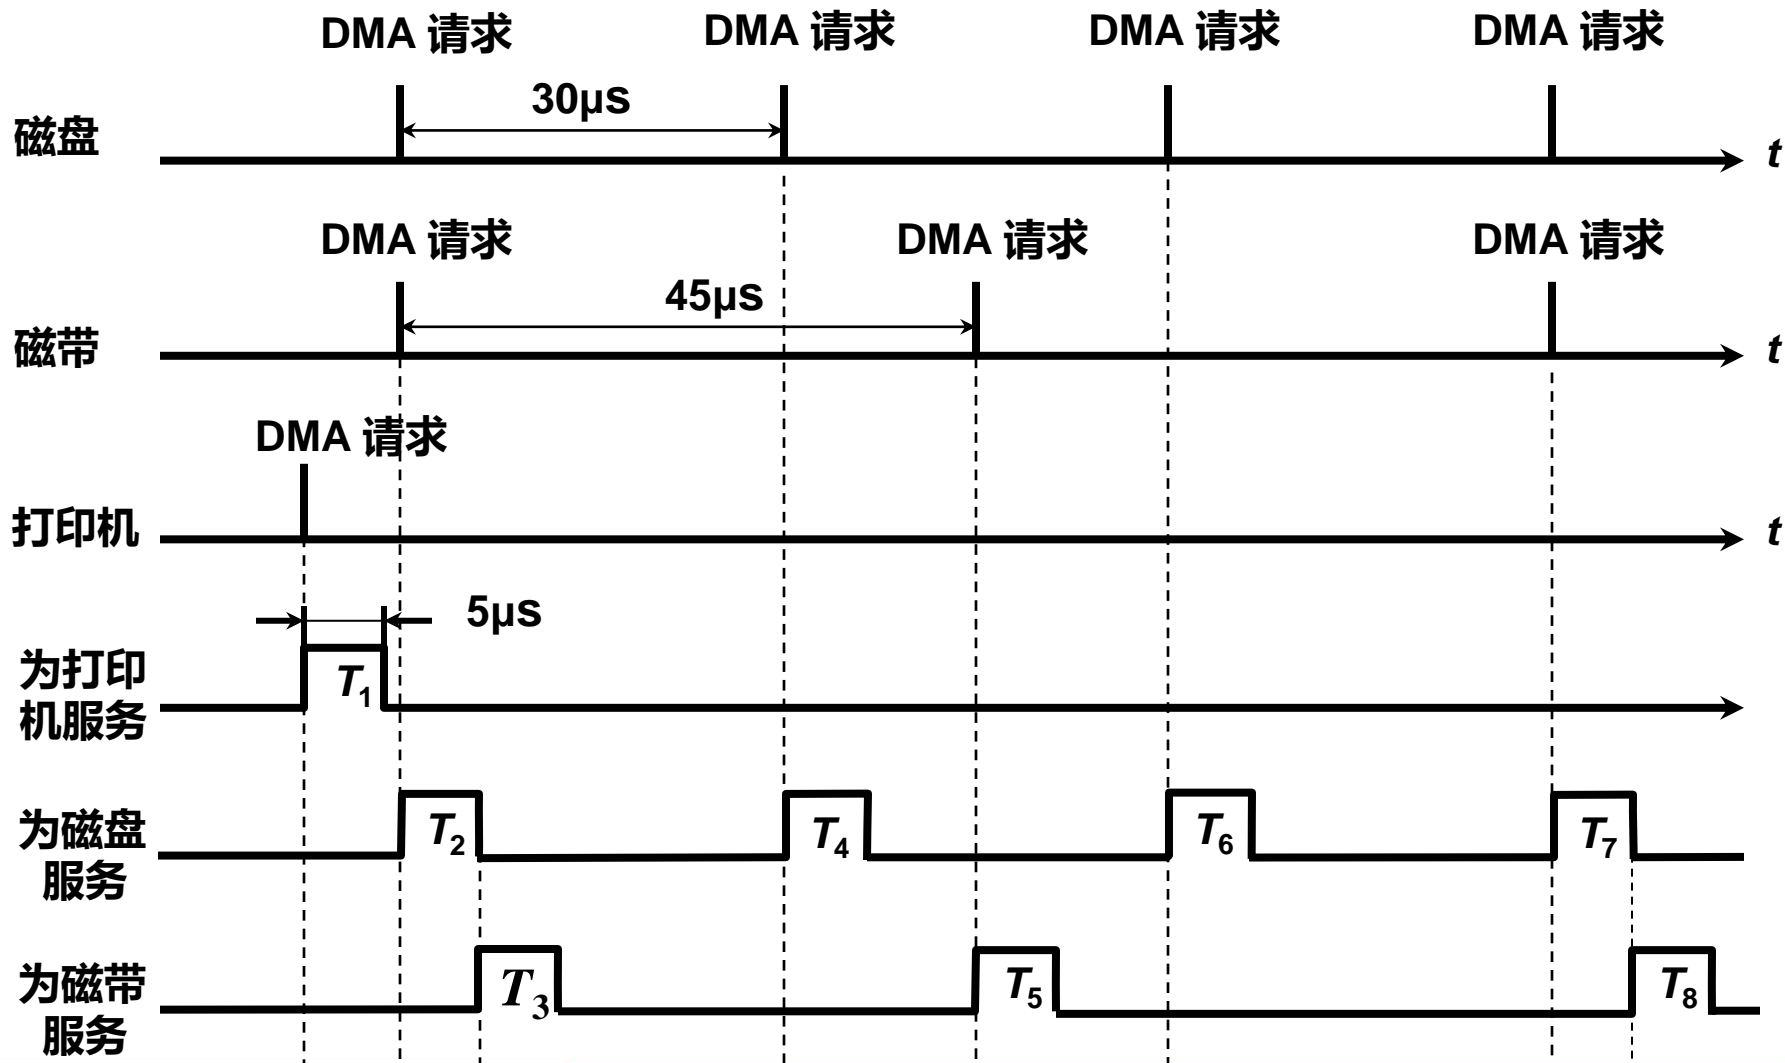 DMA 请求 DMA 请求 DMA 请求 DMA 请求
30μs
磁盘
t
DMA 请求 DMA 请求 DMA 请求
45μs
磁带
t
DMA 请求
打印机
t
5μs
为打印
机服务
T1
为磁盘
服务
T2 T4 T6 T7
为磁带
服务
T3 T5 T8